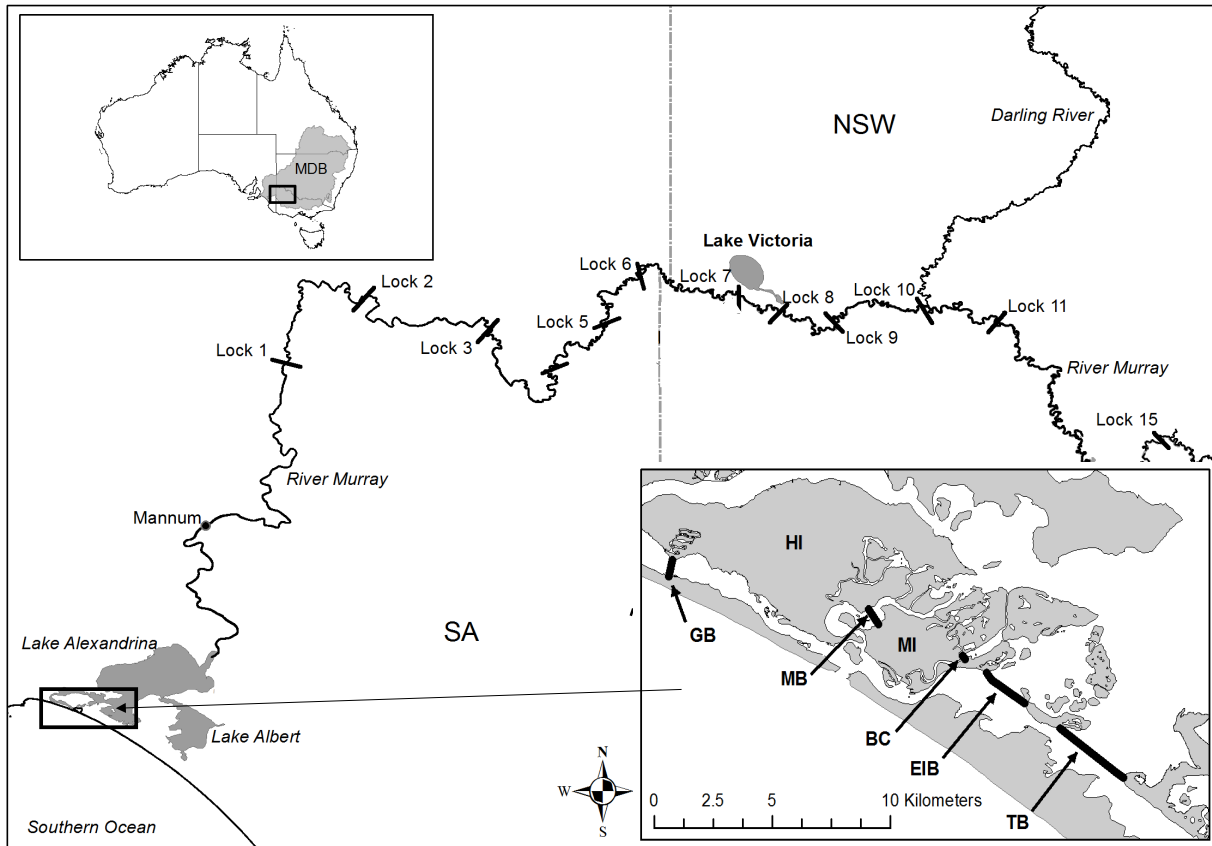 MDB
NSW
Darling River
Lake Victoria
Lock 6
Lock 7
Lock 2
Lock 10
Lock 8
Lock 11
Lock 5
Lock 3
Lock 9
Lock 1
River Murray
Lock 15
River Murray
Mannum
SA
Lake Alexandrina
Lake Albert
Southern Ocean
N
W
E
S
HI
GB
MI
MB
BC
EIB
TB
0 2.5 5 10 Kilometers